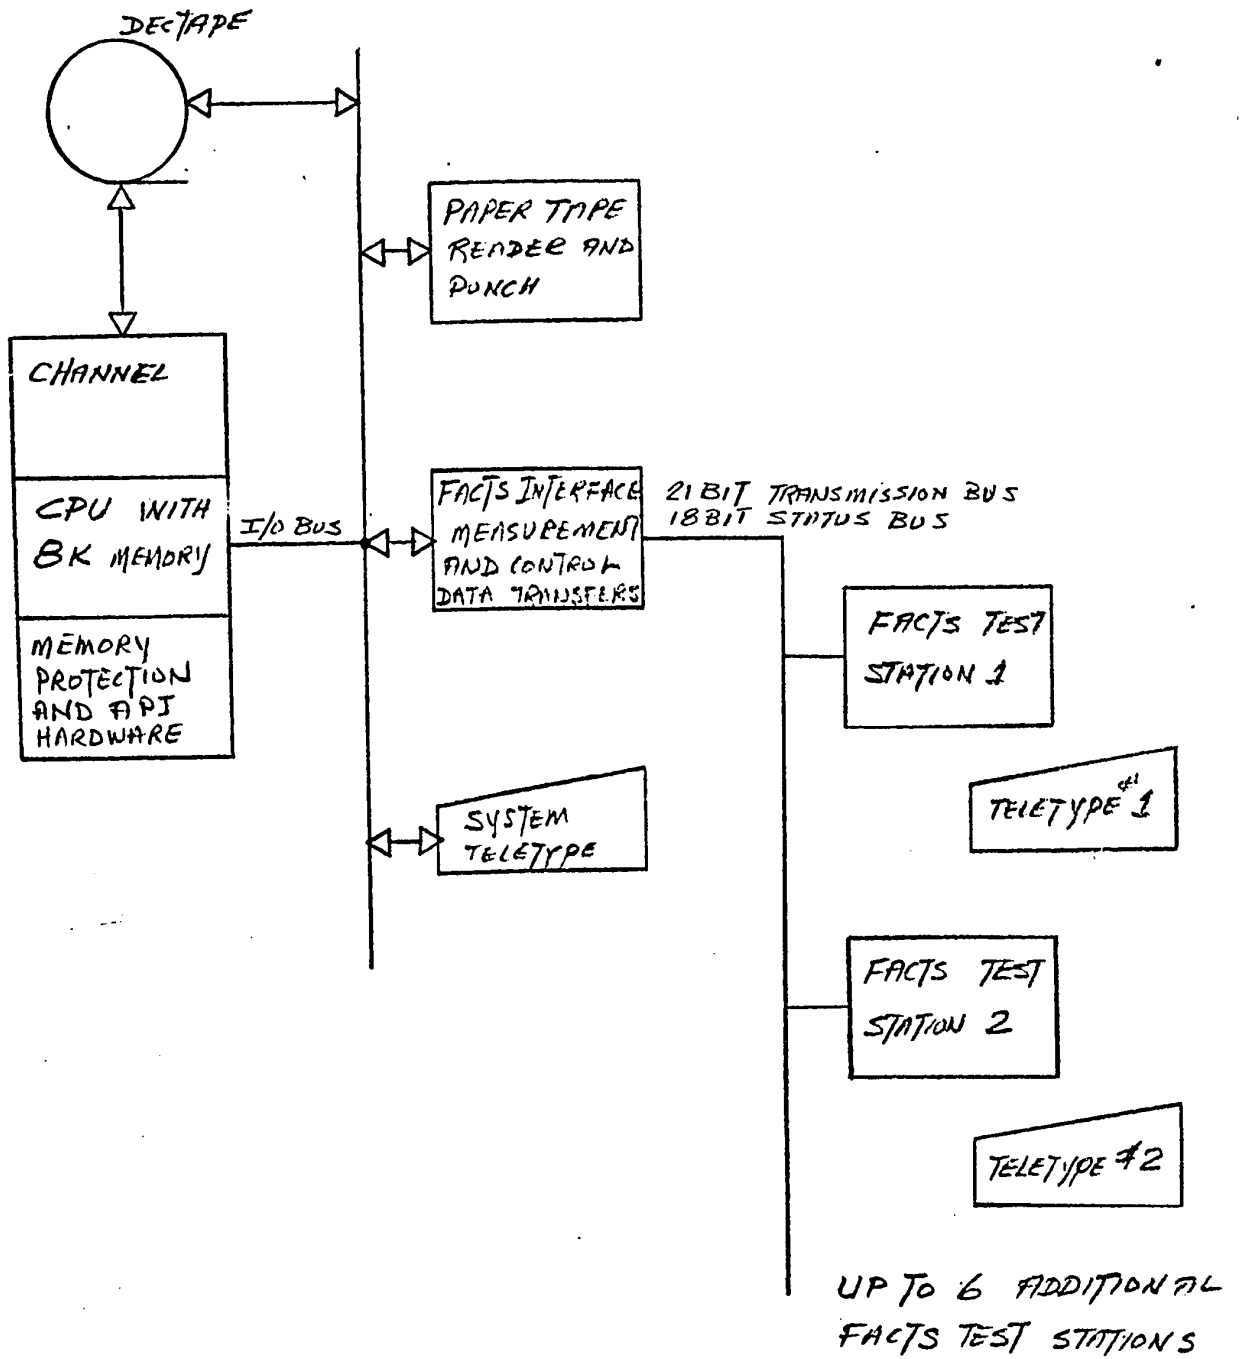 DECTAPE
PAPER TAPE
READER AND
PUNCH
CHANNEL
CPU WITH
8K MEMORY
I/O BUS
MEMORY
PROTECTION
AND API
HARDWARE
FACTS INTERFACE
MEASUREMENT
AND CONTROL
DATA TRANSFERS
21 BIT TRANSMISSION BUS
18 BIT STATUS BUS
SYSTEM
TELETYPE
FACTS TEST
STATION 1
TELETYPE #1
FACTS TEST
STATION 2
TELETYPE #2
UP TO 6 ADDITIONAL
FACTS TEST STATIONS